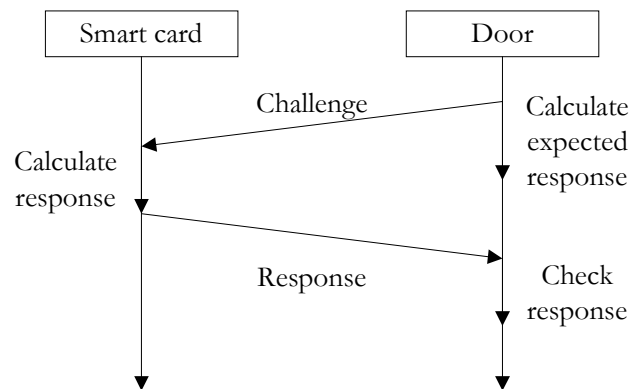 Smart card
Door
Challenge
Calculate
expected
response
Calculate
response
Response
Check
response